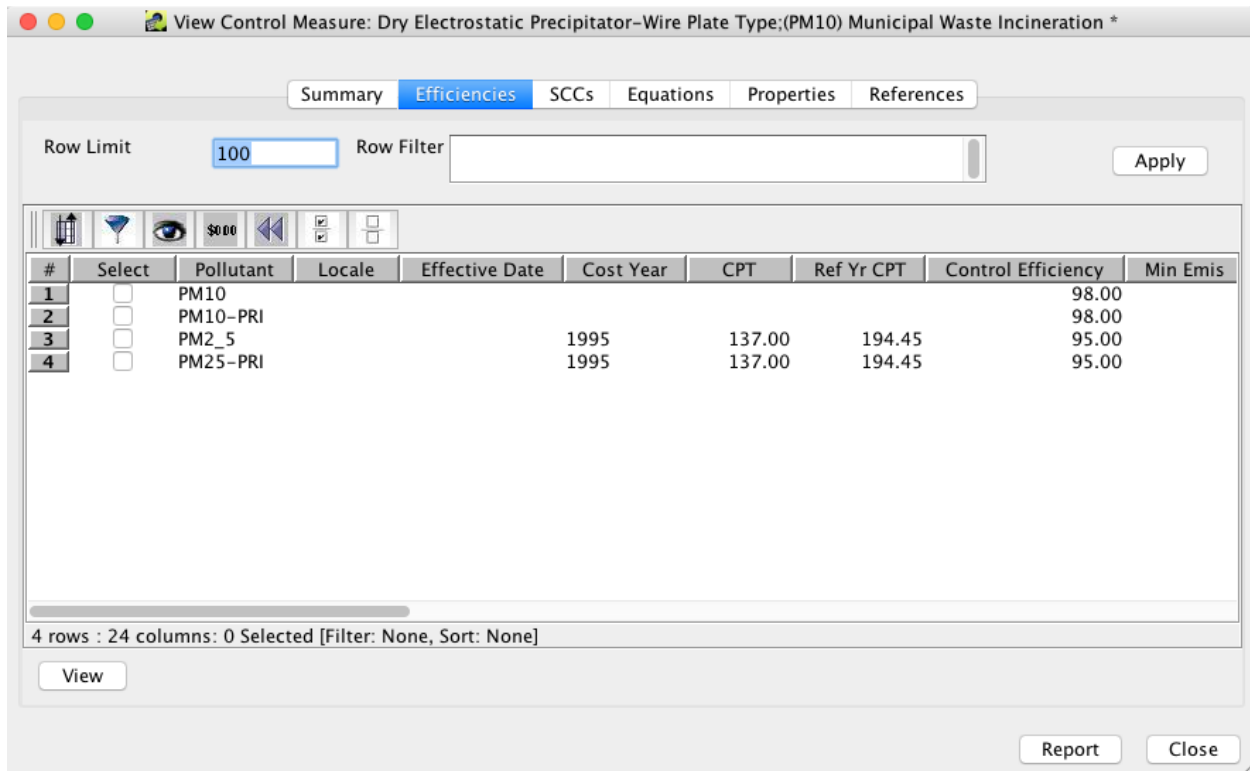 View Control Measure: Dry Electrostatic Precipitator-Wire Plate Type;(PM10) Municipal Waste Incineration *
Summary Efficiencies SCCs Equations Properties References
Row Limit 100 Row Filter Apply
$0.00
# Select Pollutant Locale Effective Date Cost Year CPT Ref Yr CPT Control Efficiency Min Emis
1 PM10 98.00
2 PM10-PRI 98.00
3 PM2_5 1995 137.00 194.45 95.00
4 PM25-PRI 1995 137.00 194.45 95.00
4 rows : 24 columns: 0 Selected [Filter: None, Sort: None]
View
Report Close